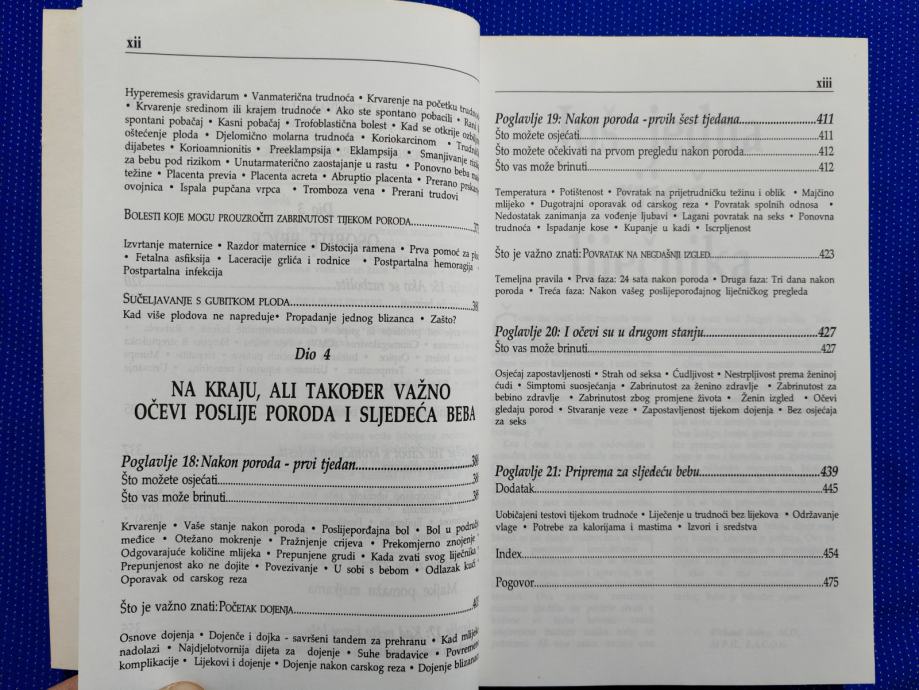 xii
Hyperemesis gravidarum • Vanmaterična trudnoća • Krvarenje na početku
• Krvarenje sredinom ili krajem trudnoće • Ako ste spontano pobacili • Rani
spontani pobačaj • Kasni pobačaj • Trofoblastična bolest • Kad se otkrije
oštećenje ploda • Djelomično molarna trudnoća • Koriokarcinom •
dijabetes • Korioamnionitis • Preeklampsija • Eklampsija • Smanjivanje
za bebu pod rizikom • Unutarmaterično zaostajanje u rastu • Ponovno beba
težine • Placenta previa • Placenta acreta • Abruptio placenta • Prerano
ovojnica • Ispala pupčana vrpca • Tromboza vena • Prerani trudovi
BOLESTI KOJE MOGU PROUZROČITI ZABRINUTOST TIJEKOM PORODA
Izvrtanje maternice • Razdor maternice • Distocija ramena • Prva pomoć za
• Fetalna asfiksija • Laceracije grlića i rodnice • Postpartalna hemoragija •
Postpartalna infekcija
SUČELJAVANJE S GUBITKOM PLODA
Kad više plodova ne napreduje• Propadanje jednog blizanca • Zašto?
Dio 4
NA KRAJU, ALI TAKOĐER VAŽNO
OČEVI POSLIJE PORODA I SLJEDEĆA BEBA
Poglavlje 18: Nakon poroda - prvi tjedan
Što možete osjećati
Što vas može brinuti
Krvarenje • Vaše stanje nakon poroda • Poslijeporđajna bol • Bol u
međice • Otežano mokrenje • Pražnjenje crijeva • Prekomjerno znojenje •
Odgovarajuće količine mlijeka • Prepunjene grudi • Kada zvati svog liječnika •
Prepunjenost ako ne dojite • Povezivanje • U sobi s bebom • Odlazak kući •
Oporavak od carskog reza
Što je važno znati: POČETAK DOJENJA
Osnove dojenja • Dojenče i dojka - savršeni tandem za prehranu • Kad
nadolazi • Najdjelotvornija dijeta za dojenje • Suhe bradavice •
komplikacije • Lijekovi i dojenje • Dojenje nakon carskog reza • Dojenje
xiii
Poglavlje 19: Nakon poroda -prvih šest tjedana....411
Što možete osjećati....411
Što možete očekivati na prvom pregledu nakon poroda....412
Što vas može brinuti....412
Temperatura • Potištenost • Povratak na prijetrudničku težinu i oblik • Majčino
mlijeko • Dugotrajni oporavak od carskog reza • Povratak spolnih odnosa •
Nedostatak zanimanja za vođenje ljubavi • Lagani povratak na seks • Ponovna
trudnoća • Ispadanje kose • Kupanje u kadi • Iscrpljenost
Što je važno znati: POVRATAK NA NEGDAŠNJI IZGLED....423
Temeljna pravila • Prva faza: 24 sata nakon poroda • Druga faza: Tri dana nakon
poroda • Treća faza: Nakon vašeg poslijeporođajnog liječničkog pregleda
Poglavlje 20: I očevi su u drugom stanju....427
Što vas može brinuti....427
Osjećaj zapostavljenosti • Strah od seksa • Ćudljivost • Nestrpljivost prema ženinoj
ćudi • Simptomi suosjećanja • Zabrinutost za ženino zdravlje • Zabrinutost za
bebino zdravlje • Zabrinutost zbog promjene života • Ženin izgled • Očevi
gledaju porod • Stvaranje veze • Zapostavljenost tijekom dojenja • Bez osjećaja
za seks
Poglavlje 21: Priprema za sljedeću bebu....439
Dodatak....445
Uobičajeni testovi tijekom trudnoće • Liječenje u trudnoći bez lijekova • Održavanje
vlage • Potrebe za kalorijama i mastima • Izvori i sredstva
Index....454
Pogovor....475